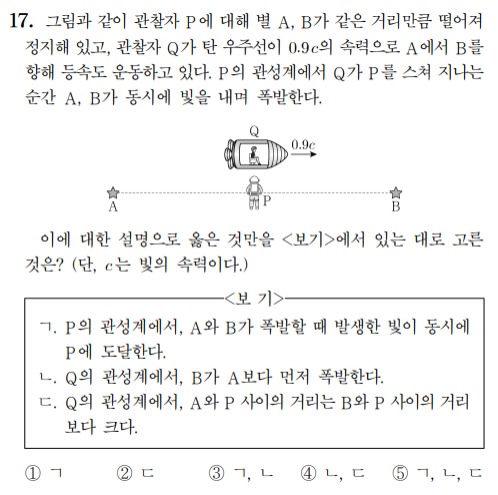 17. 그림과 같이 관찰자 P에 대해 별 A, B가 같은 거리만큼 떨어져
정지해 있고, 관찰자 Q가 탄 우주선이 0.9c의 속력으로 A에서 B를
향해 등속도 운동하고 있다. P의 관성계에서 Q가 P를 스쳐 지나는
순간 A, B가 동시에 빛을 내며 폭발한다.
Q
0.9c
P
A
B
이에 대한 설명으로 옳은 것만을 <보기>에서 있는 대로 고른
것은? (단, c는 빛의 속력이다.)
<보 기>
ㄱ. P의 관성계에서, A와 B가 폭발할 때 발생한 빛이 동시에
P에 도달한다.
ㄴ. Q의 관성계에서, B가 A보다 먼저 폭발한다.
ㄷ. Q의 관성계에서, A와 P 사이의 거리는 B와 P 사이의 거리
보다 크다.
① ㄱ ② ㄷ ③ ㄱ, ㄴ ④ ㄴ, ㄷ ⑤ ㄱ, ㄴ, ㄷ